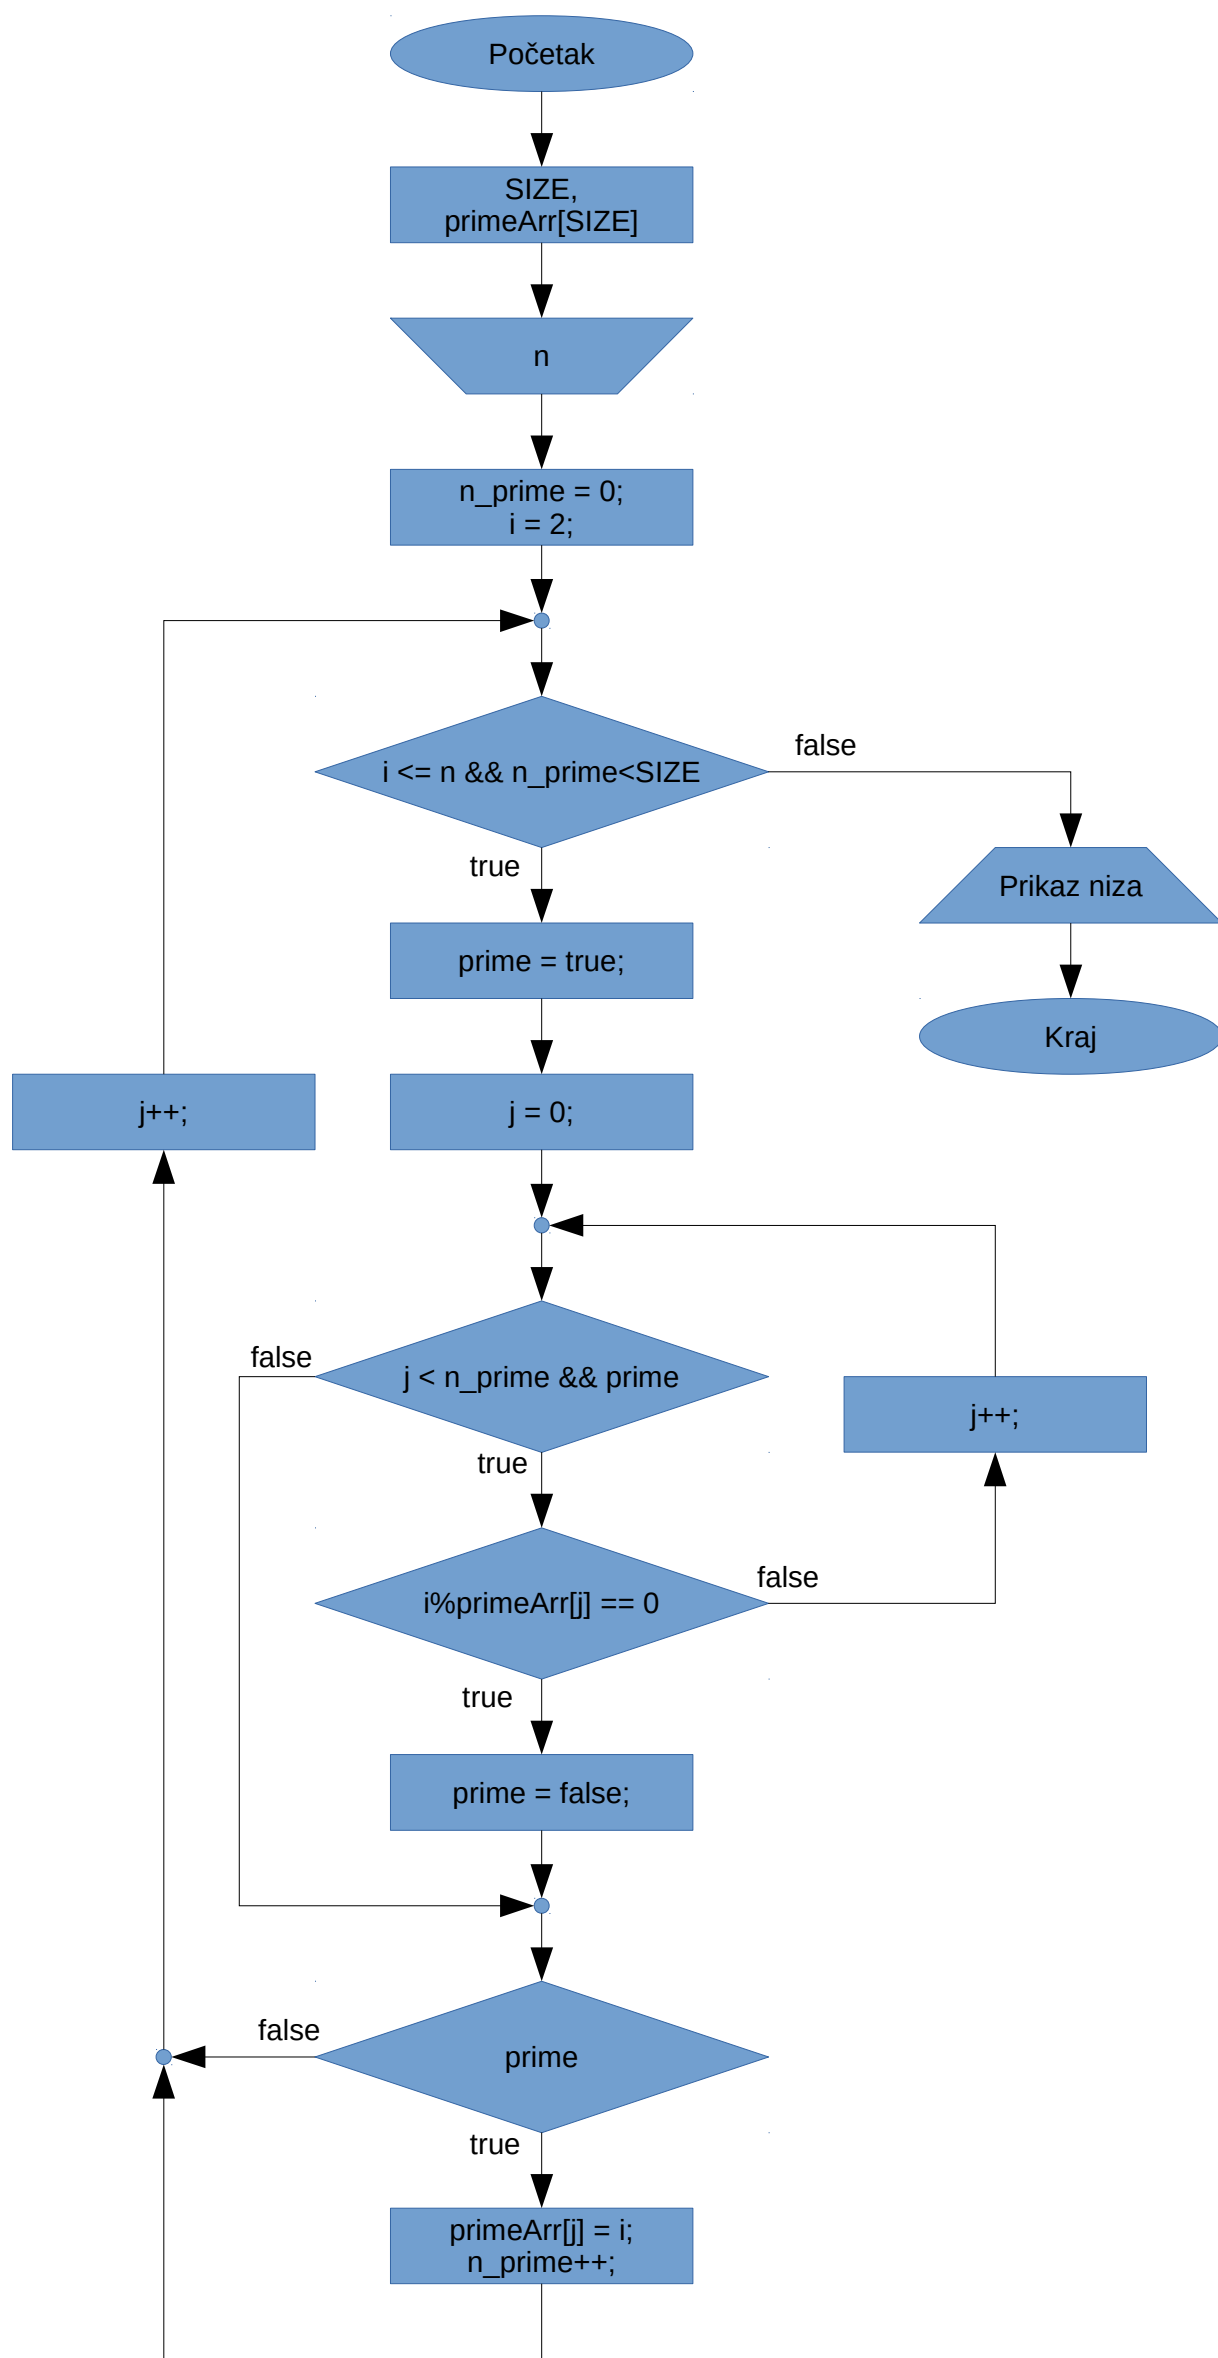 Početak
SIZE,
primeArr[SIZE]
n
n_prime = 0;
i = 2;
i <= n && n_prime<SIZE
false
true
Prikaz niza
prime = true;
Kraj
j++;
j = 0;
false
j < n_prime && prime
j++;
true
i%primeArr[j] == 0
false
true
prime = false;
false
prime
true
primeArr[j] = i;
n_prime++;